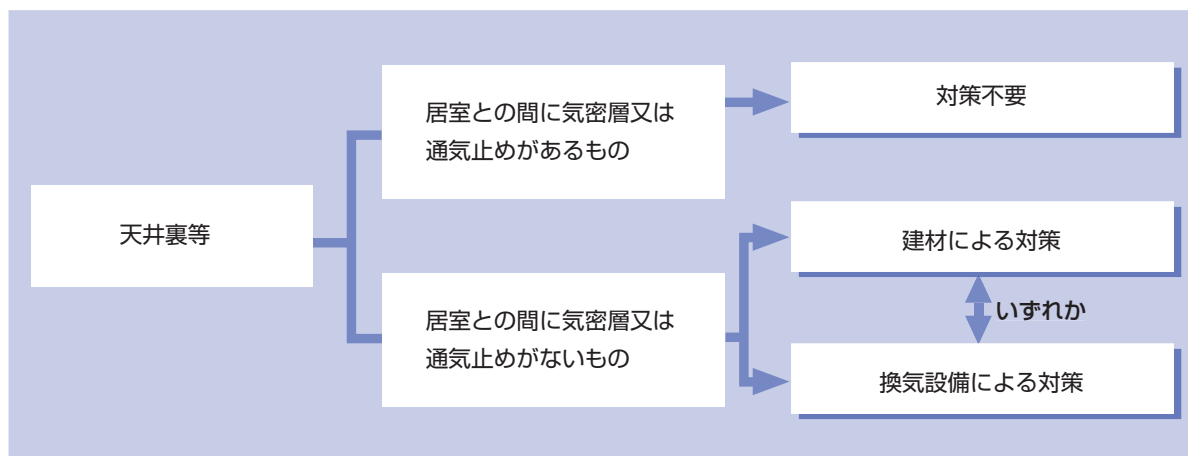 天井裏等
居室との間に気密層又は
通気止めがあるもの
対策不要
居室との間に気密層又は
通気止めがないもの
建材による対策
いずれか
換気設備による対策